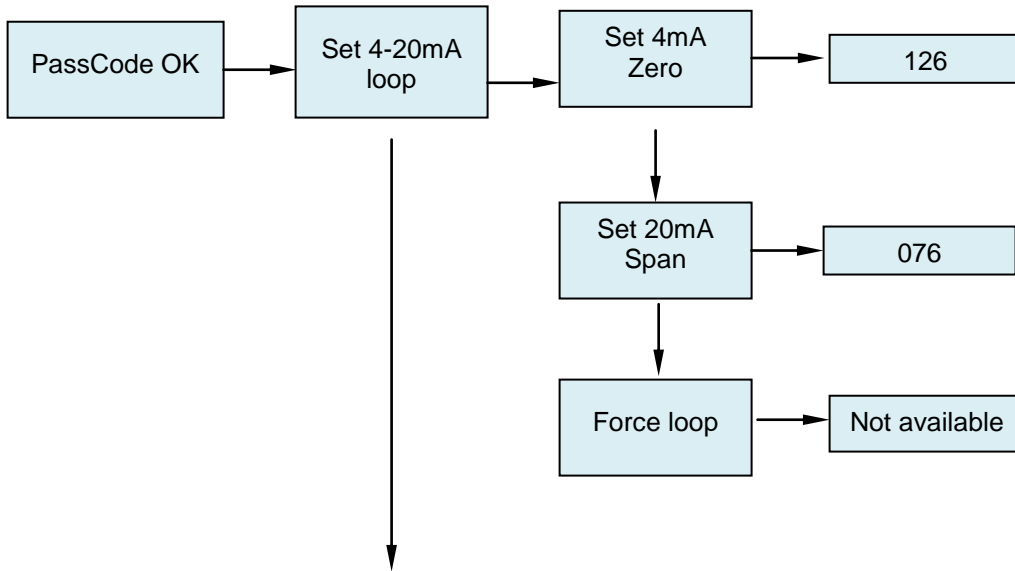 PassCode OK
Set 4-20mA
loop
Set 4mA
Zero
126
Set 20mA
Span
076
Force loop
Not available